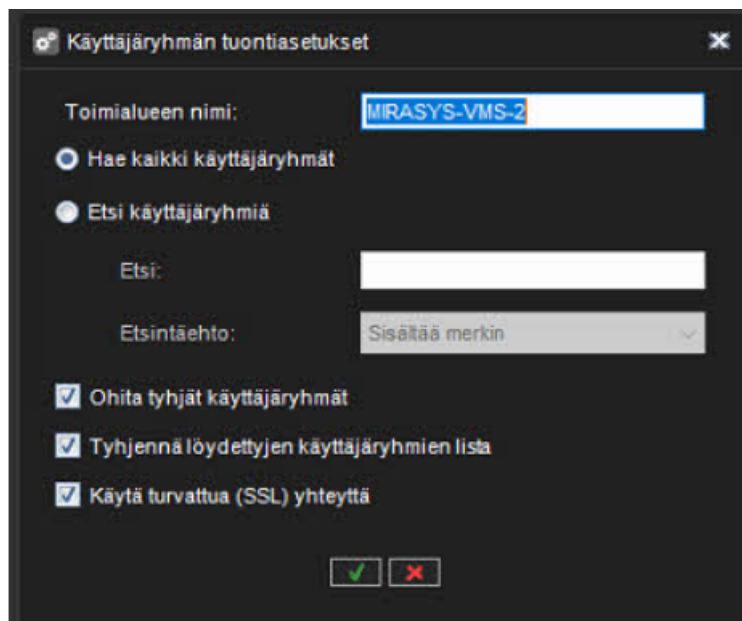 Käyttäjäryhmän tuontiasetukset
Toimialueen nimi: MIRASYS-VMS-2
Hae kaikki käyttäjäryhmät
Etsi käyttäjäryhmiä
Etsi:
Etsintäehto: Sisältää merkin
Ohita tyhjät käyttäjäryhmät
Tyhjennä löydettyjen käyttäjäryhmien lista
Käytä turvattua (SSL) yhteyttä